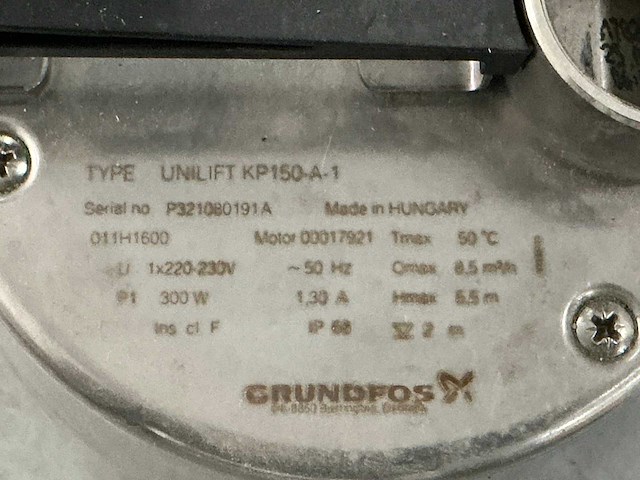 TYPE UNILIFT KP150-A-1
Serial no P321080191A Made in HUNGARY
011H1600 Motor 00017921 Tmax 50 °C
U 1x220-230V ~50 Hz Qmax 8.5 m³/h
P1 300 W 1,30 A Hmax 5,5 m
Ins cl F IP 68 2 m
GRUNDFOS